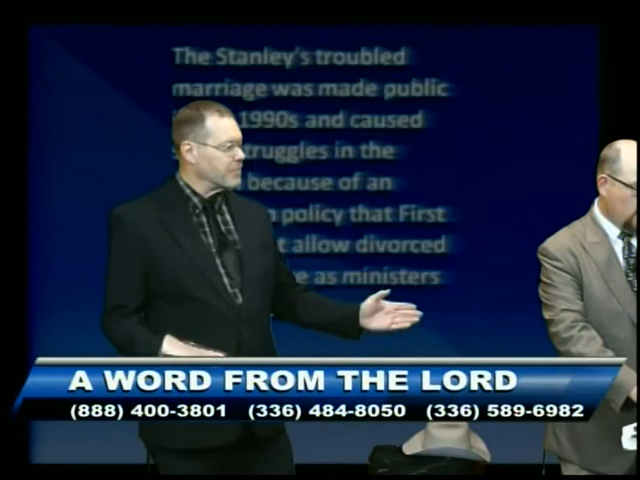 The Stanley's troubled
marriage was made public
1990s and caused
truggles in the
because of an
policy that First
t allow divorced
e as ministers
A WORD FROM THE LORD
(888) 400-3801 (336) 484-8050 (336) 589-6982